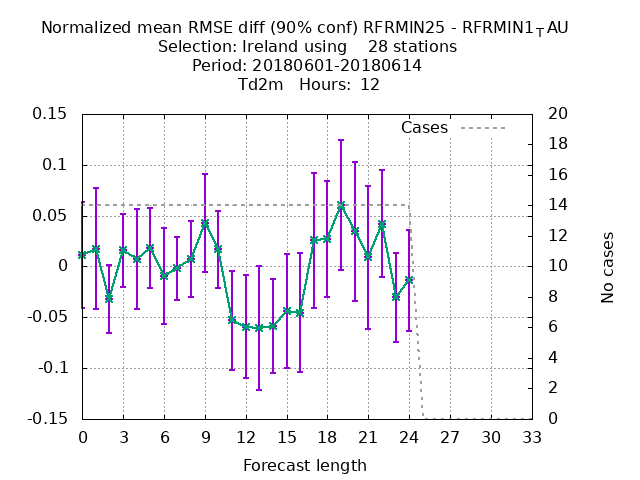 Normalized mean RMSE diff (90% conf) RFRMIN25 - RFRMIN1_TAU
Selection: Ireland using    28 stations
Period: 20180601-20180614
Td2m   Hours:  12
Cases
0.15
0.1
0.05
0
-0.05
-0.1
-0.15
20
18
16
14
12
10
8
6
4
2
0
No cases
0 3 6 9 12 15 18 21 24 27 30 33
Forecast length